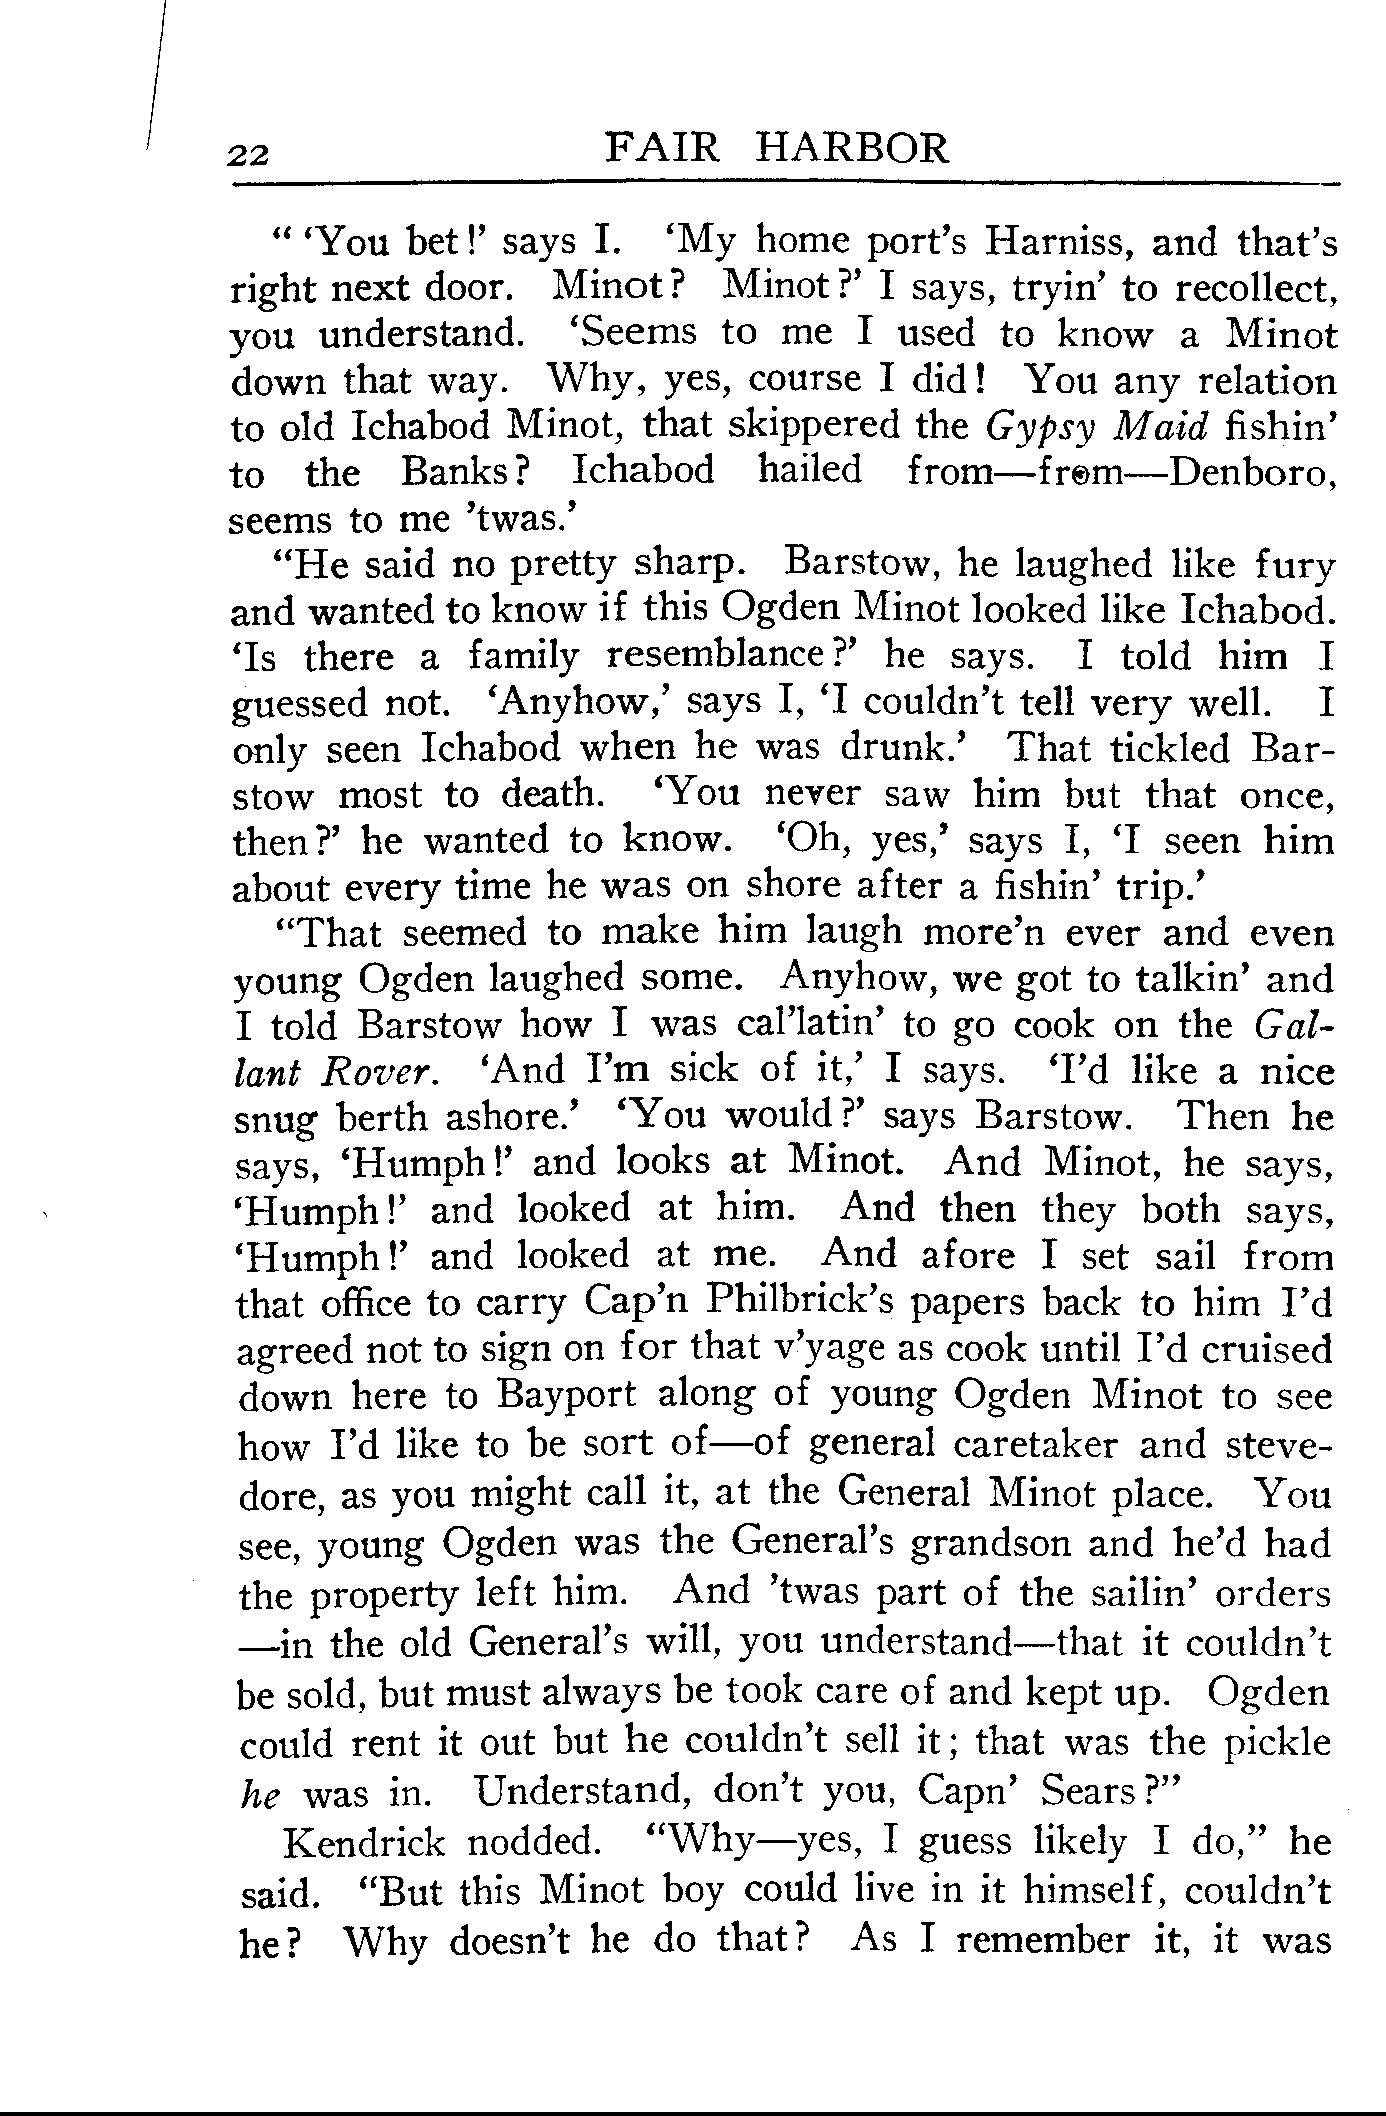 22 FAIR HARBOR
“ ‘You bet!’ says I. ‘My home port’s Harniss, and that’s
right next door. Minot? Minot?’ I says, tryin’ to recollect,
you understand. ‘Seems to me I used to know a Minot
down that way. Why, yes, course I did! You any relation
to old Ichabod Minot, that skippered the Gypsy Maid fishin’
to the Banks? Ichabod hailed from—from—Denboro,
seems to me ’twas.’
“He said no pretty sharp. Barstow, he laughed like fury
and wanted to know if this Ogden Minot looked like Ichabod.
‘Is there a family resemblance?’ he says. I told him I
guessed not. ‘Anyhow,’ says I, ‘I couldn’t tell very well. I
only seen Ichabod when he was drunk.’ That tickled Bar-
stow most to death. ‘You never saw him but that once,
then?’ he wanted to know. ‘Oh, yes,’ says I, ‘I seen him
about every time he was on shore after a fishin’ trip.’
“That seemed to make him laugh more’n ever and even
young Ogden laughed some. Anyhow, we got to talkin’ and
I told Barstow how I was cal’latin’ to go cook on the Gal-
lant Rover. ‘And I’m sick of it,’ I says. ‘I’d like a nice
snug berth ashore.’ ‘You would?’ says Barstow. Then he
says, ‘Humph!’ and looks at Minot. And Minot, he says,
‘Humph!’ and looked at him. And then they both says,
‘Humph!’ and looked at me. And afore I set sail from
that office to carry Cap’n Philbrick’s papers back to him I’d
agreed not to sign on for that v’yage as cook until I’d cruised
down here to Bayport along of young Ogden Minot to see
how I’d like to be sort of—of general caretaker and steve-
dore, as you might call it, at the General Minot place. You
see, young Ogden was the General’s grandson and he’d had
the property left him. And ’twas part of the sailin’ orders
—in the old General’s will, you understand—that it couldn’t
be sold, but must always be took care of and kept up. Ogden
could rent it out but he couldn’t sell it; that was the pickle
he was in. Understand, don’t you, Capn’ Sears?”
Kendrick nodded. “Why—yes, I guess likely I do,” he
said. “But this Minot boy could live in it himself, couldn’t
he? Why doesn’t he do that? As I remember it, it was